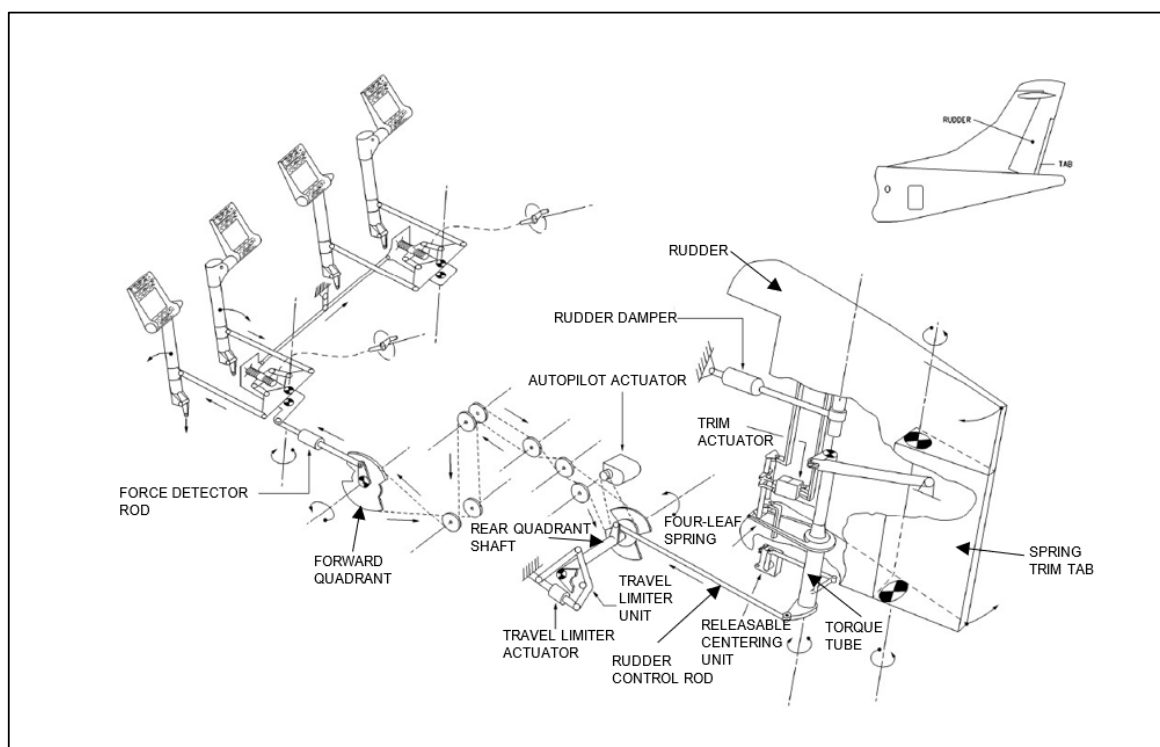 RUDDER
TAB
RUDDER
RUDDER DAMPER
AUTOPILOT ACTUATOR
TRIM
ACTUATOR
FORCE DETECTOR
ROD
FORWARD
QUADRANT
REAR QUADRANT
SHAFT
FOUR-LEAF
SPRING
SPRING
TRIM TAB
TRAVEL
LIMITER
UNIT
TRAVEL LIMITER
ACTUATOR
RUDDER
CONTROL ROD
RELEASABLE
CENTERING
UNIT
TORQUE
TUBE